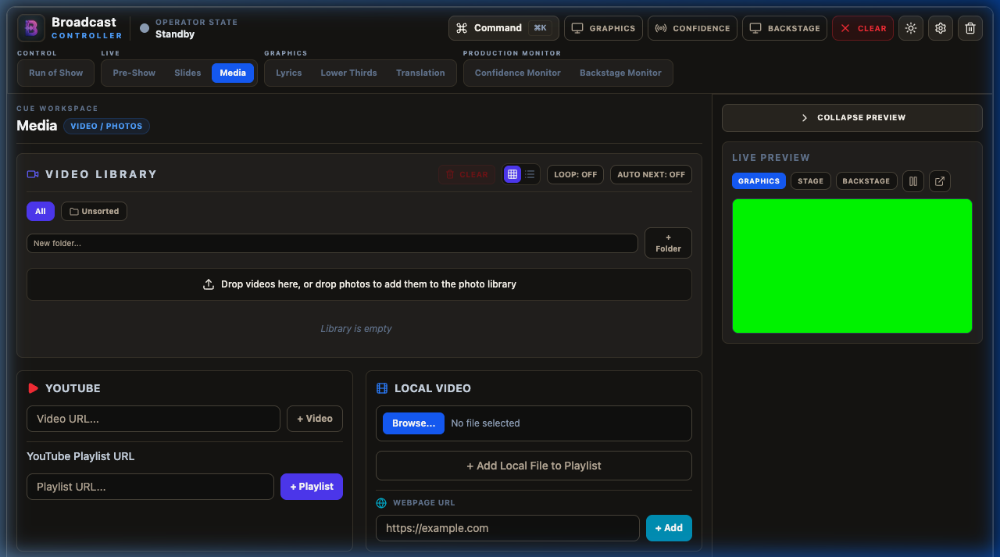 Broadcast
CONTROLLER
OPERATOR STATE
Standby
Command ⌘K
GRAPHICS
CONFIDENCE
BACKSTAGE
CLEAR
CONTROL
Run of Show
LIVE
Pre-Show Slides Media
GRAPHICS
Lyrics Lower Thirds Translation
PRODUCTION MONITOR
Confidence Monitor Backstage Monitor
CUE WORKSPACE
Media VIDEO / PHOTOS
VIDEO LIBRARY
CLEAR
LOOP: OFF
AUTO NEXT: OFF
All Unsorted
New folder...
+
Folder
Drop videos here, or drop photos to add them to the photo library
Library is empty
YOUTUBE
Video URL...
+ Video
YouTube Playlist URL
Playlist URL...
+ Playlist
LOCAL VIDEO
Browse... No file selected
+ Add Local File to Playlist
WEBPAGE URL
https://example.com
+ Add
COLLAPSE PREVIEW
LIVE PREVIEW
GRAPHICS STAGE BACKSTAGE